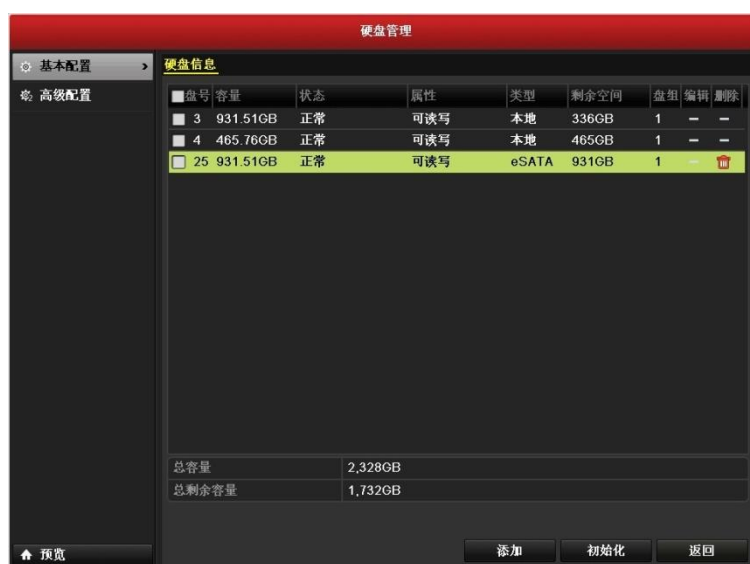 硬盘管理
基本配置
高级配置
硬盘信息
盘号 容量 状态 属性 类型 剩余空间 盘组 编辑 删除
3 931.51GB 正常 可读写 本地 336GB 1 – –
4 465.76GB 正常 可读写 本地 465GB 1 – –
25 931.51GB 正常 可读写 eSATA 931GB 1 –
总容量 2,328GB
总剩余容量 1,732GB
预览 添加 初始化 返回